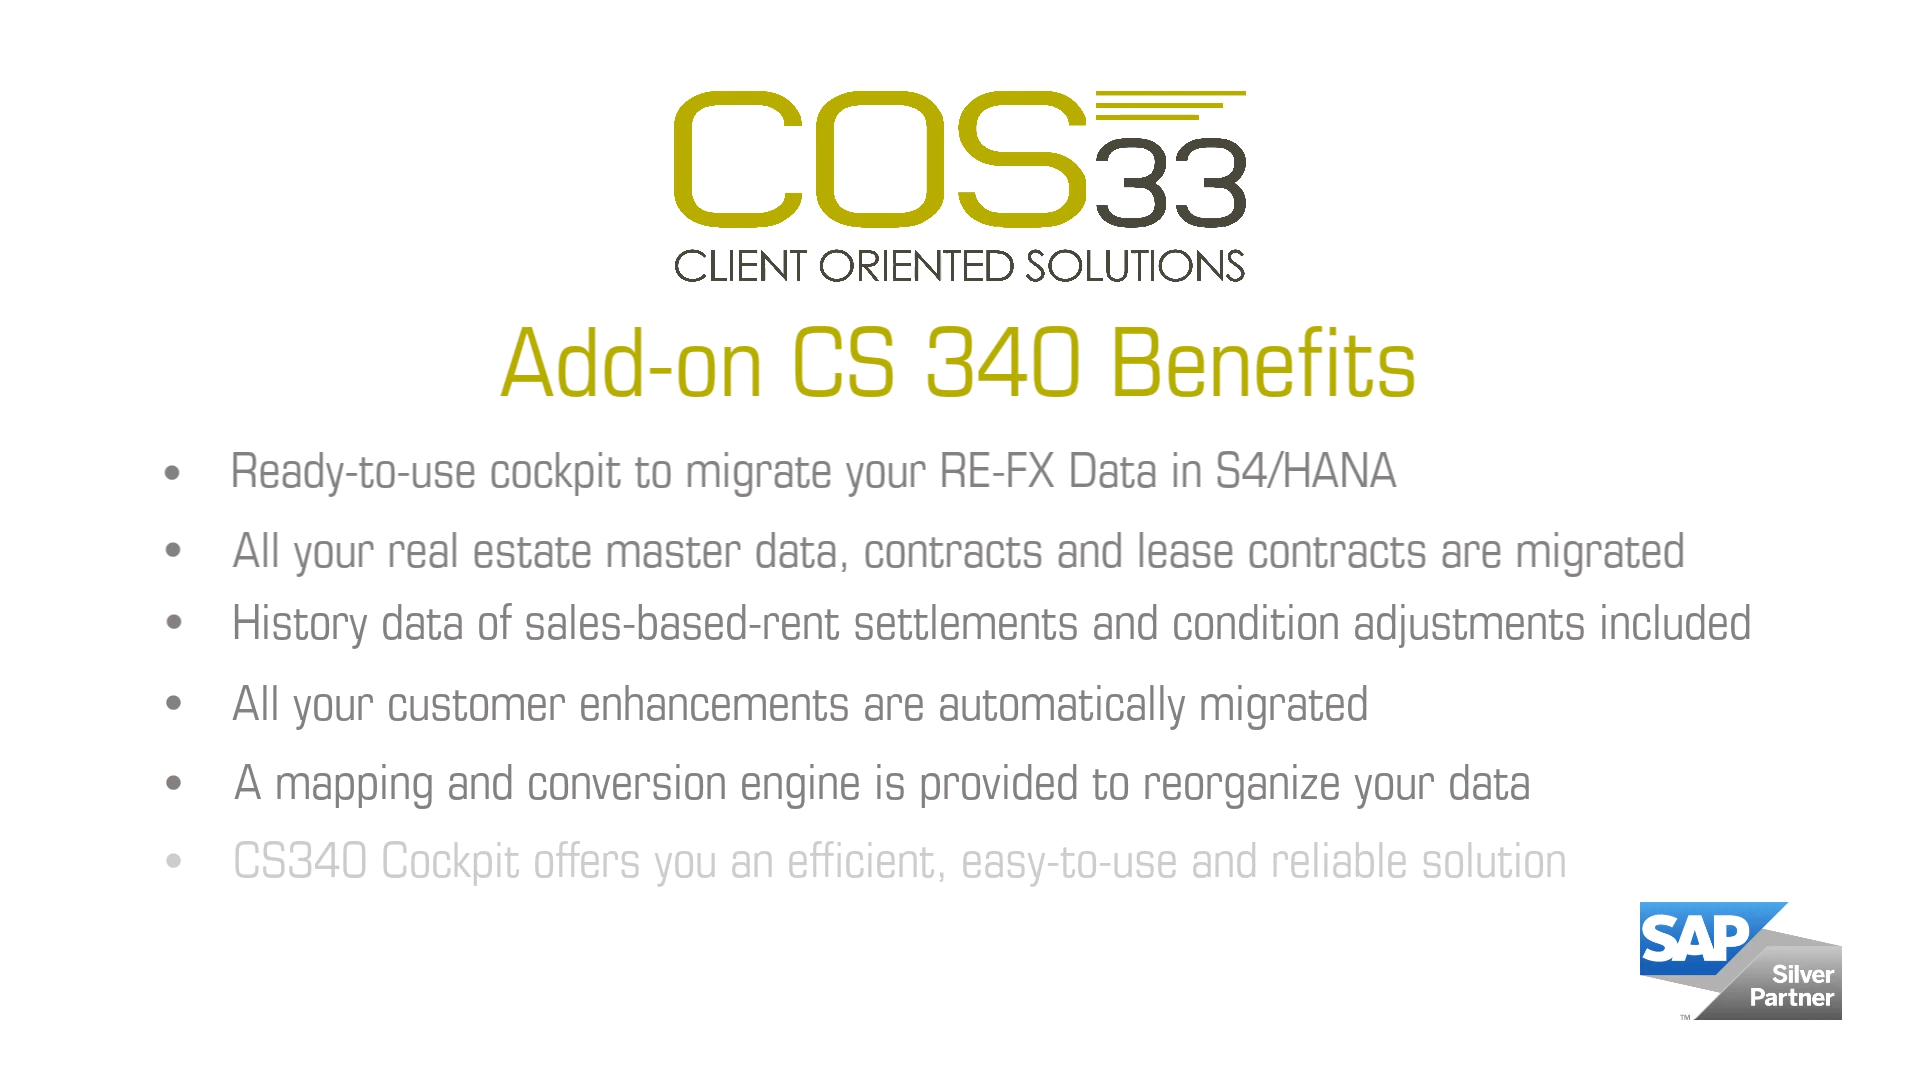 COS33
CLIENT ORIENTED SOLUTIONS
Add-on CS 340 Benefits
• Ready-to-use cockpit to migrate your RE-FX Data in S4/HANA
• All your real estate master data, contracts and lease contracts are migrated
• History data of sales-based-rent settlements and condition adjustments included
• All your customer enhancements are automatically migrated
• A mapping and conversion engine is provided to reorganize your data
• CS340 Cockpit offers you an efficient, easy-to-use and reliable solution
SAP
Silver
Partner
TM